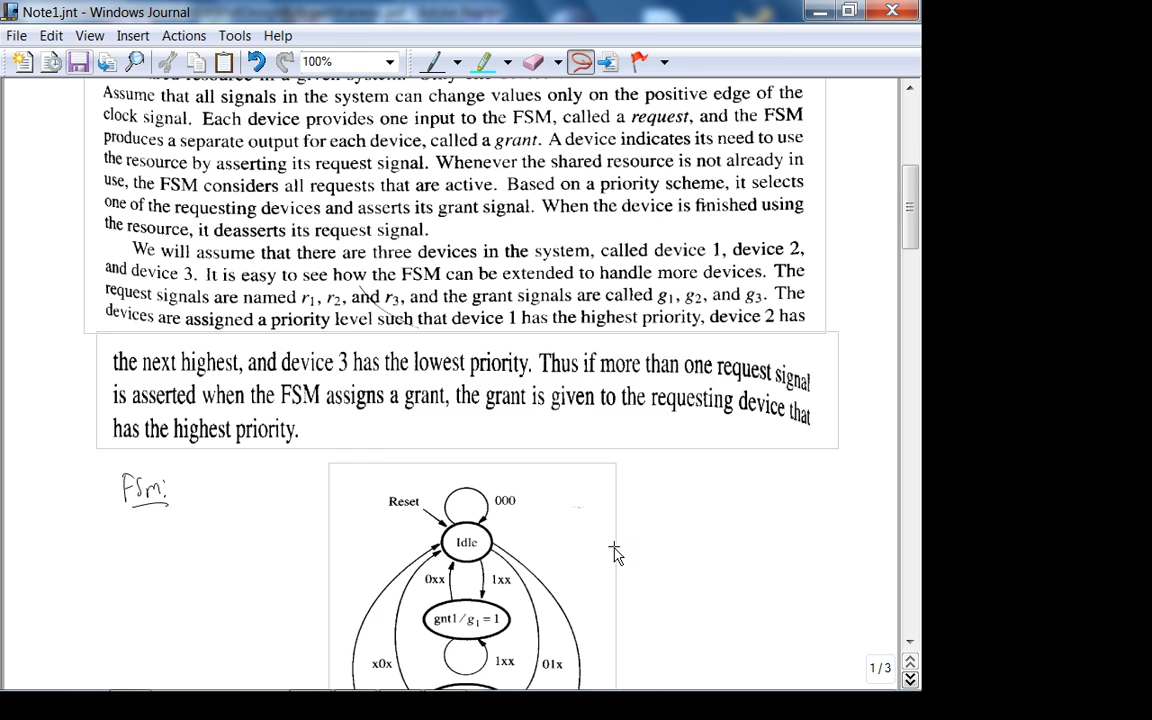 Note1.jnt - Windows Journal
File Edit View Insert Actions Tools Help
100%
Assume that all signals in the system can change values only on the positive edge of the
clock signal. Each device provides one input to the FSM, called a request, and the FSM
produces a separate output for each device, called a grant. A device indicates its need to use
the resource by asserting its request signal. Whenever the shared resource is not already in
use, the FSM considers all requests that are active. Based on a priority scheme, it selects
one of the requesting devices and asserts its grant signal. When the device is finished using
the resource, it deasserts its request signal.
We will assume that there are three devices in the system, called device 1, device 2,
and device 3. It is easy to see how the FSM can be extended to handle more devices. The
request signals are named r1, r2, and r3, and the grant signals are called g1, g2, and g3. The
devices are assigned a priority level such that device 1 has the highest priority, device 2 has
the next highest, and device 3 has the lowest priority. Thus if more than one request signal
is asserted when the FSM assigns a grant, the grant is given to the requesting device that
has the highest priority.
FSM:
Reset 000
Idle
0xx 1xx
gnt1/g1 = 1
x0x 1xx 01x
1 / 3